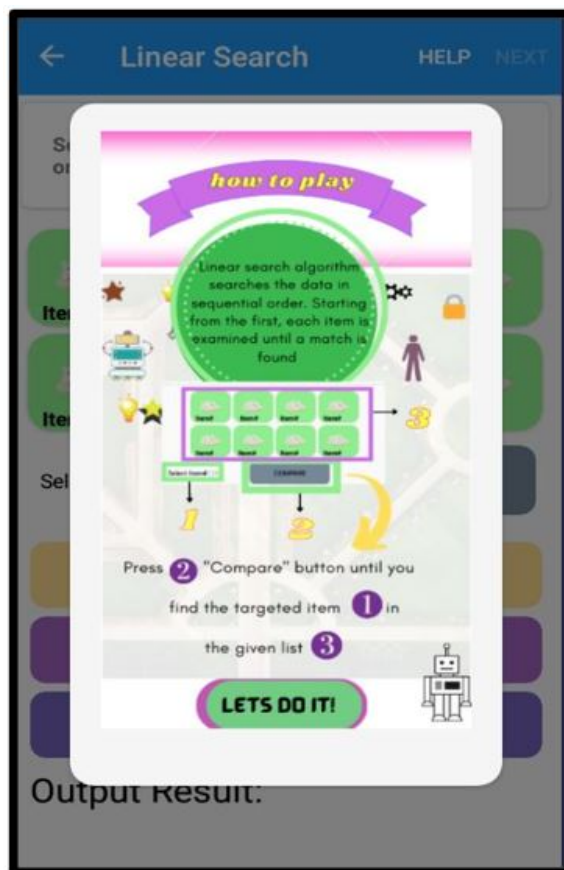 ← Linear Search HELP NEXT
how to play
Linear search algorithm
searches the data in
sequential order. Starting
from the first, each item is
examined until a match is
found
3
COMPARE
1
2
Press 2 "Compare" button until you
find the targeted item 1 in
the given list 3
LETS DO IT!
Output Result: